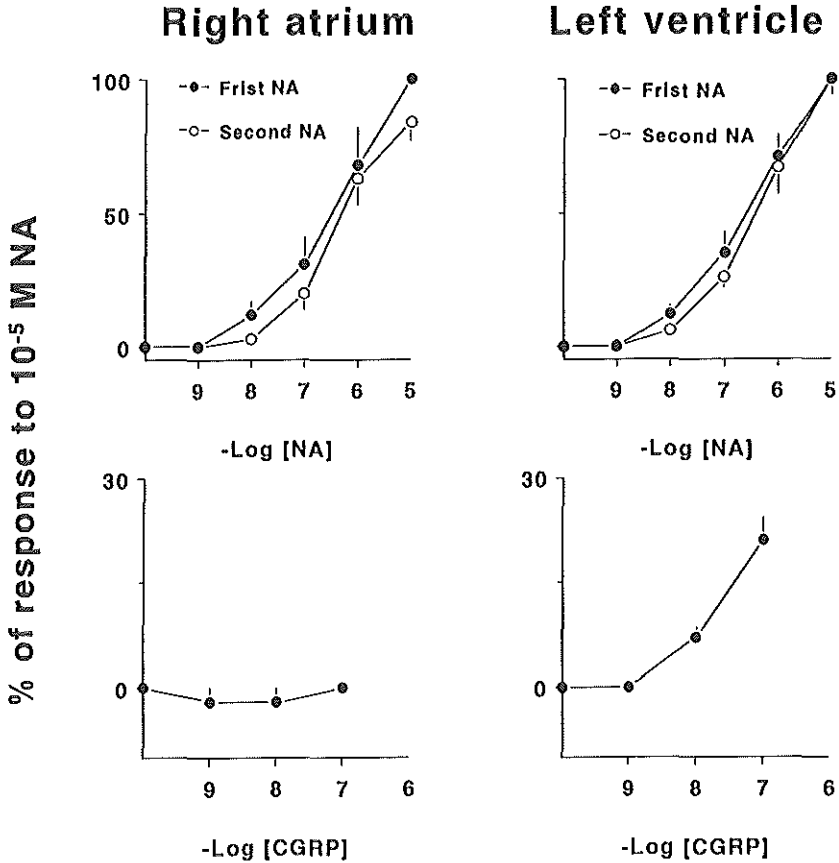 Right atrium
Left ventricle
% of response to 10⁻⁵ M NA
100
50
0
Frist NA
Second NA
9 8 7 6 5
-Log [NA]
Frist NA
Second NA
9 8 7 6 5
-Log [NA]
30
15
0
9 8 7 6
-Log [CGRP]
30
15
0
9 8 7 6
-Log [CGRP]